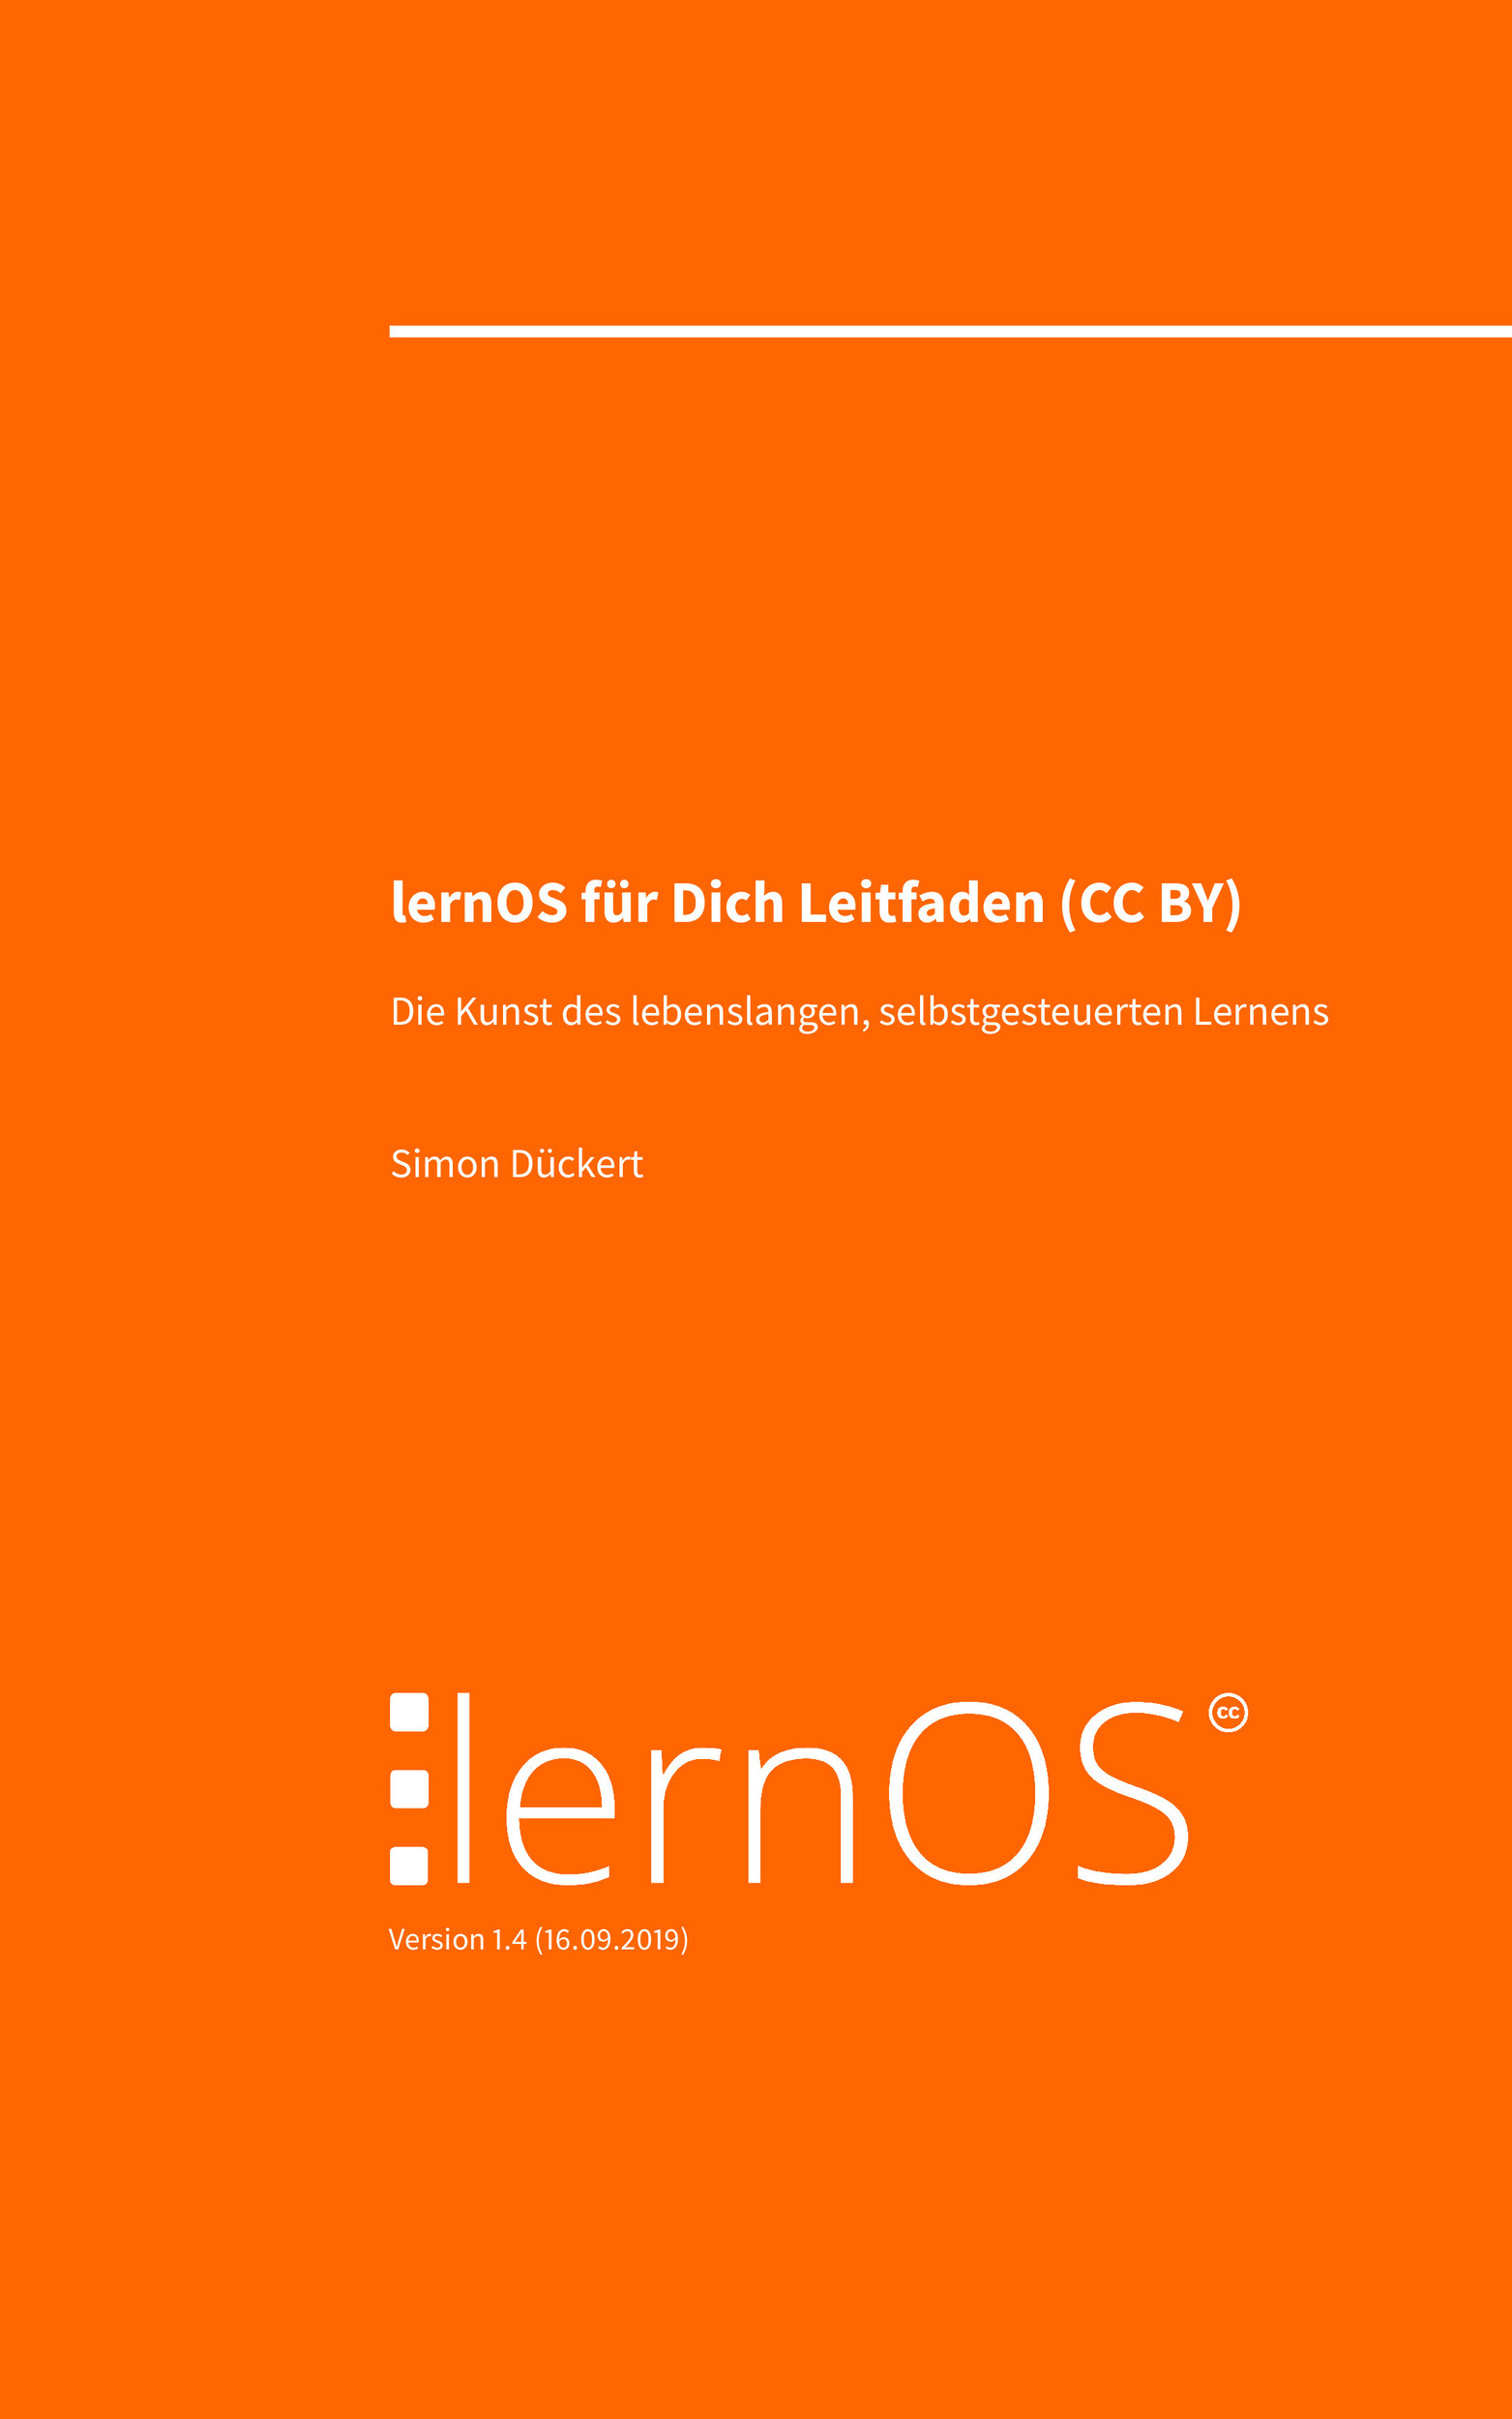 lernOS für Dich Leitfaden (CC BY)
Die Kunst des lebenslangen, selbstgesteuerten Lernens
Simon Dückert
lernOS cc
Version 1.4 (16.09.2019)